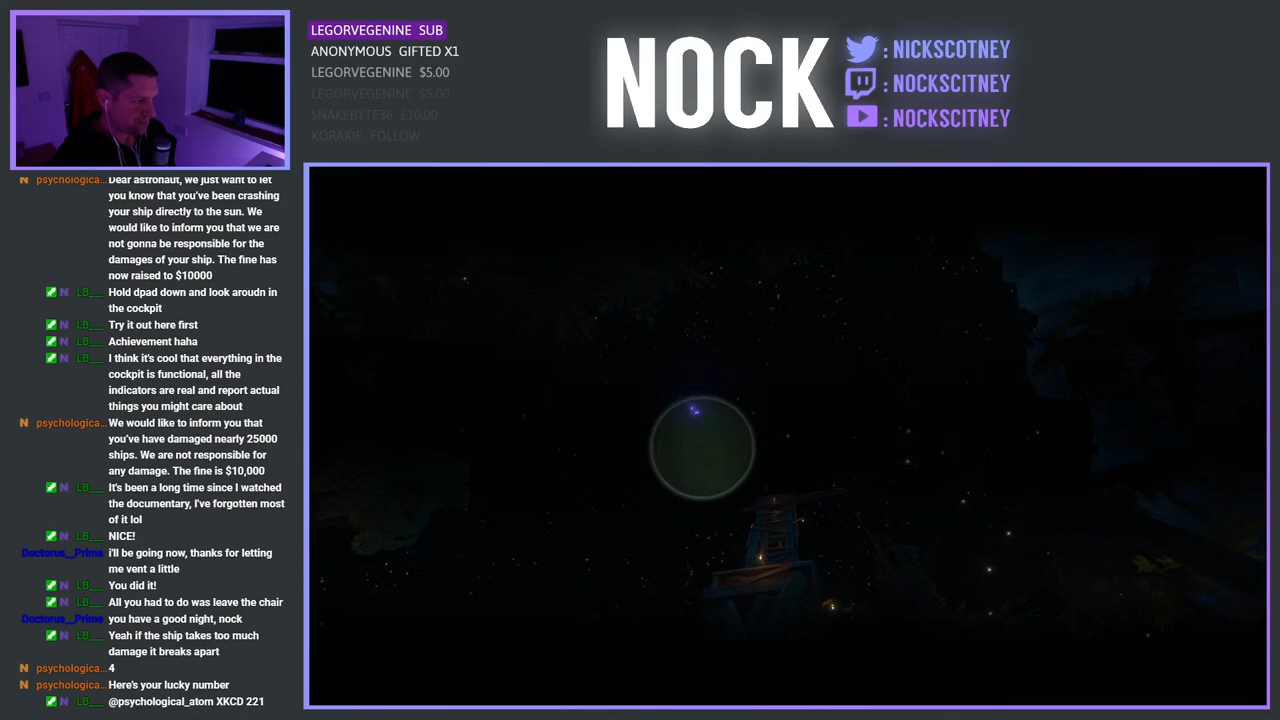 LEGORVEGENINE SUB
ANONYMOUS GIFTED X1
LEGORVEGENINE $5.00
LEGORVEGENINE $5.00
SNAKEBYTE36 £10.00
KORAKIE FOLLOW
NOCK
: NICKSCOTNEY
: NOCKSCITNEY
: NOCKSCITNEY
N psychologica... Dear astronaut, we just want to let
you know that you've been crashing
your ship directly to the sun. We
would like to inform you that we are
not gonna be responsible for the
damages of your ship. The fine has
now raised to $10000
N LB___ Hold dpad down and look aroudn in
the cockpit
N LB___ Try it out here first
N LB___ Achievement haha
N LB___ I think it's cool that everything in the
cockpit is functional, all the
indicators are real and report actual
things you might care about
N psychologica... We would like to inform you that
you've have damaged nearly 25000
ships. We are not responsible for
any damage. The fine is $10,000
N LB___ It's been a long time since I watched
the documentary, I've forgotten most
of it lol
N LB___ NICE!
Doctorus__Prime i'll be going now, thanks for letting
me vent a little
N LB___ You did it!
N LB___ All you had to do was leave the chair
Doctorus__Prime you have a good night, nock
N LB___ Yeah if the ship takes too much
damage it breaks apart
N psychologica... 4
N psychologica... Here's your lucky number
N LB___ @psychological_atom XKCD 221